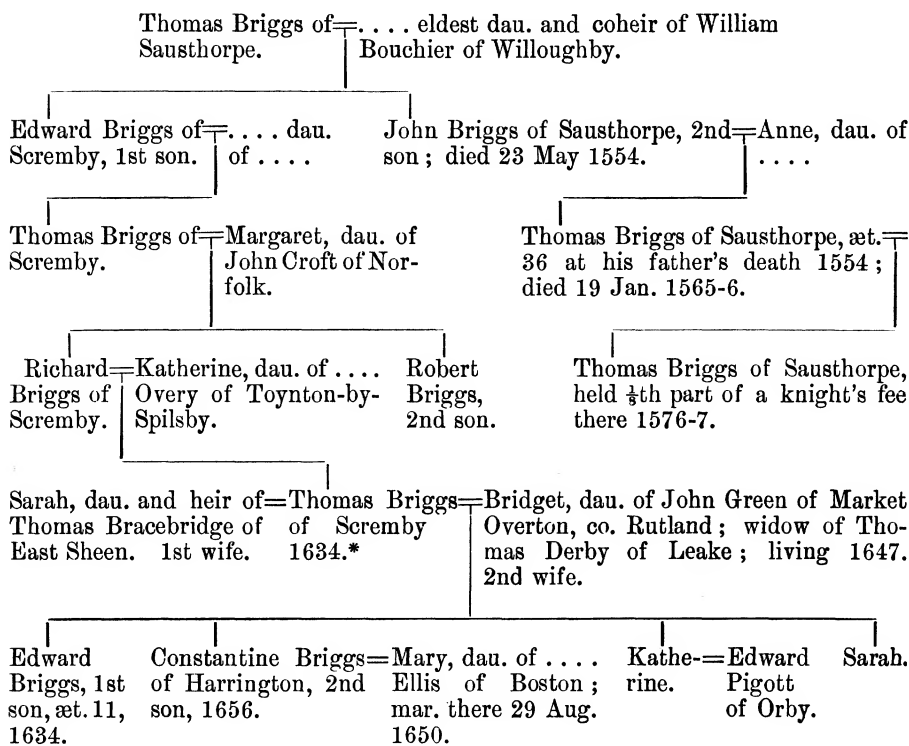 Thomas Briggs of=.... eldest dau. and coheir of William
Sausthorpe. Bouchier of Willoughby.
Edward Briggs of=.... dau.
Scremby, 1st son. of ....
John Briggs of Sausthorpe, 2nd=Anne, dau. of
son; died 23 May 1554. ....
Thomas Briggs of=Margaret, dau. of
Scremby. John Croft of Nor-
folk.
Thomas Briggs of Sausthorpe, æt.=
36 at his father's death 1554;
died 19 Jan. 1565-6.
Richard=Katherine, dau. of ....
Briggs of Overy of Toynton-by-
Scremby. Spilsby.
Robert
Briggs,
2nd son.
Thomas Briggs of Sausthorpe,
held ⅛th part of a knight's fee
there 1576-7.
Sarah, dau. and heir of=Thomas Briggs=Bridget, dau. of John Green of Market
Thomas Bracebridge of of Scremby Overton, co. Rutland; widow of Tho-
East Sheen. 1st wife. 1634.* mas Derby of Leake; living 1647.
2nd wife.
Edward
Briggs, 1st
son, æt. 11,
1634.
Constantine Briggs=Mary, dau. of ....
of Harrington, 2nd Ellis of Boston;
son, 1656. mar. there 29 Aug.
1650.
Kathe-=Edward
rine. Pigott
of Orby.
Sarah.